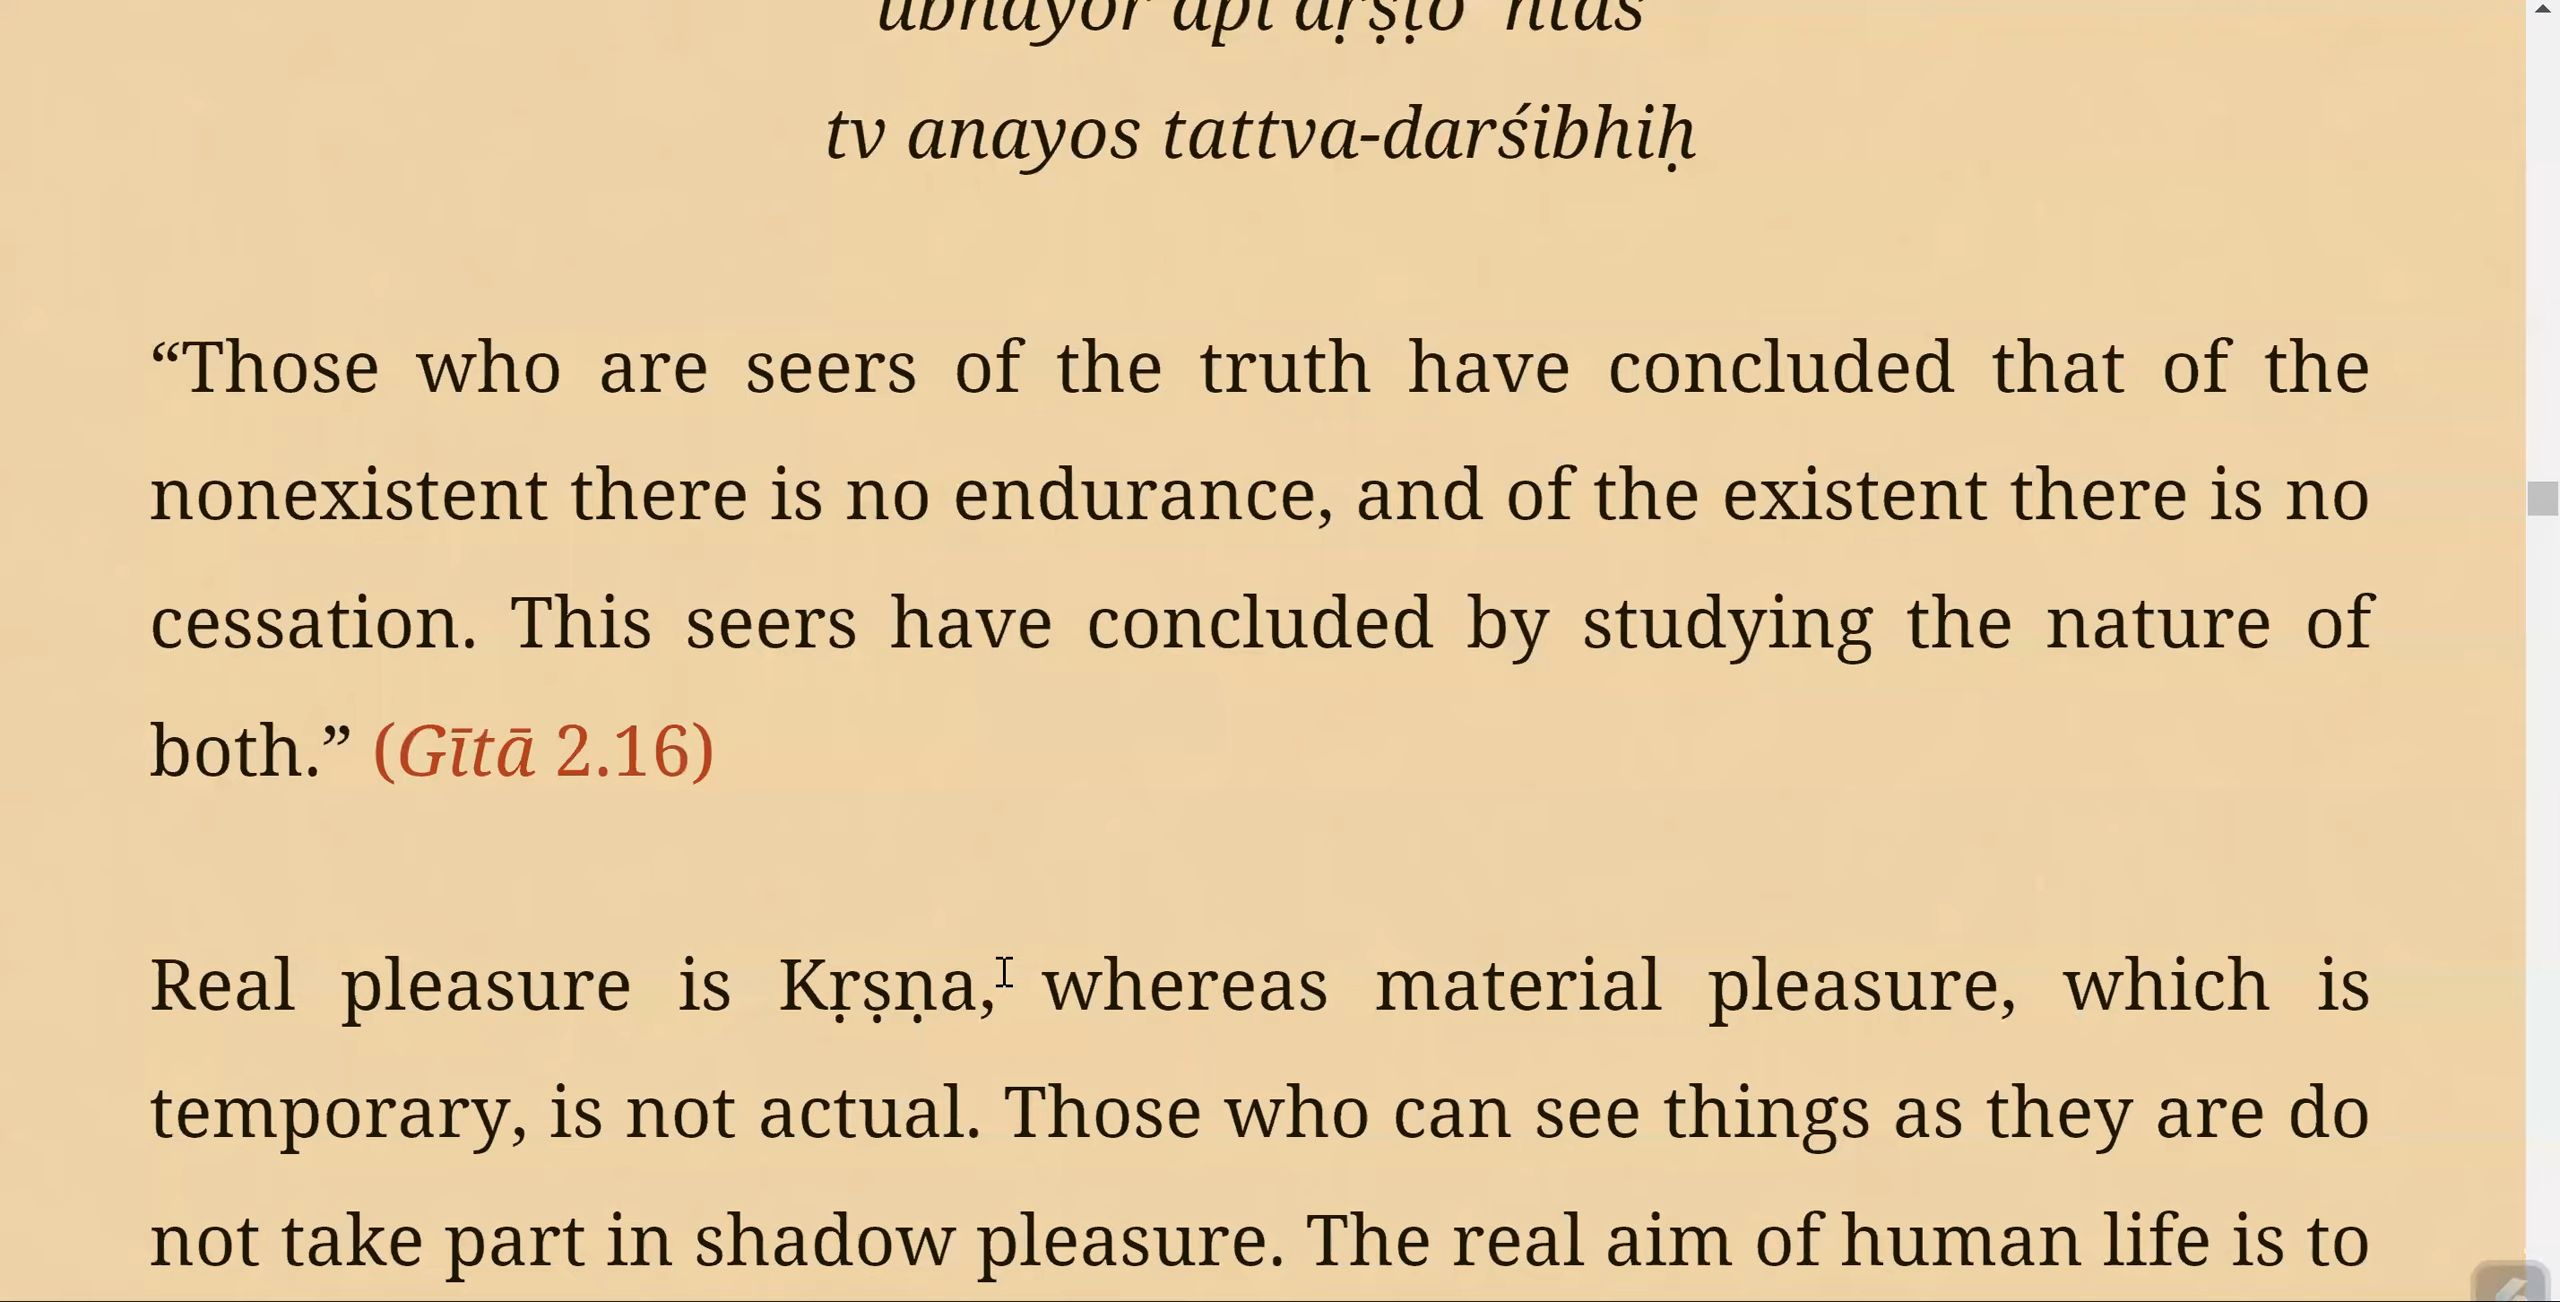 ubhayor api dṛṣṭo 'ntas
tv anayos tattva-darśibhiḥ
“Those who are seers of the truth have concluded that of the
nonexistent there is no endurance, and of the existent there is no
cessation. This seers have concluded by studying the nature of
both.” (Gītā 2.16)
Real pleasure is Kṛṣṇa, whereas material pleasure, which is
temporary, is not actual. Those who can see things as they are do
not take part in shadow pleasure. The real aim of human life is to